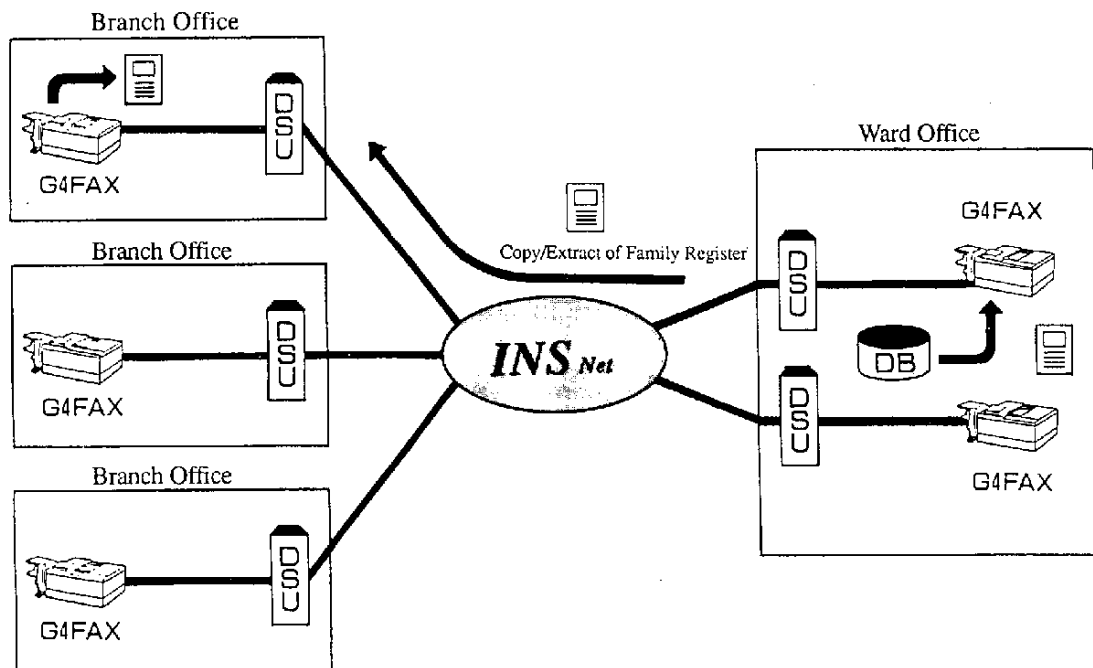 Branch Office
DSU
G4FAX
Branch Office
DSU
G4FAX
Branch Office
DSU
G4FAX
Copy/Extract of Family Register
INS Net
Ward Office
G4FAX
DSU
DB
DSU
G4FAX